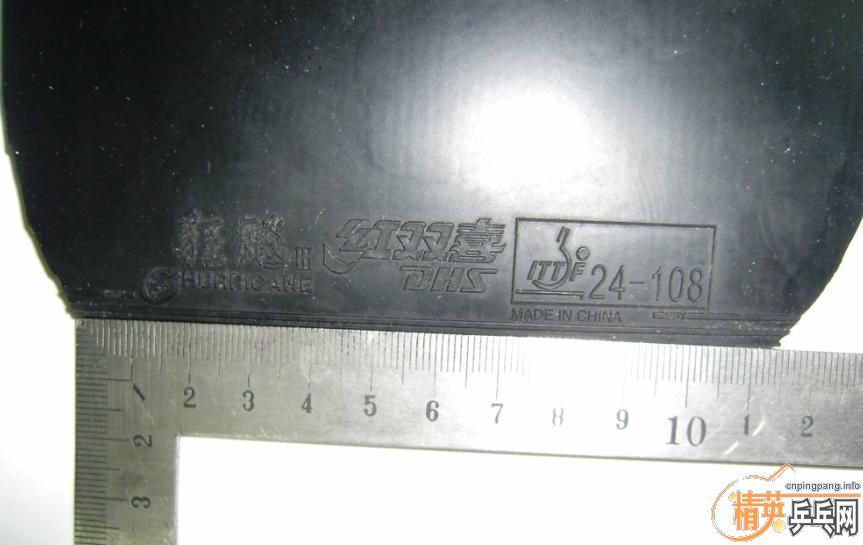 狂飚III 红双喜
HURRICANE DHS
ITTF 24-108
MADE IN CHINA
1 2 3 4 5 6 7 8 9 10 1 2
2
3
cnpingpang.info
精英乒乓网